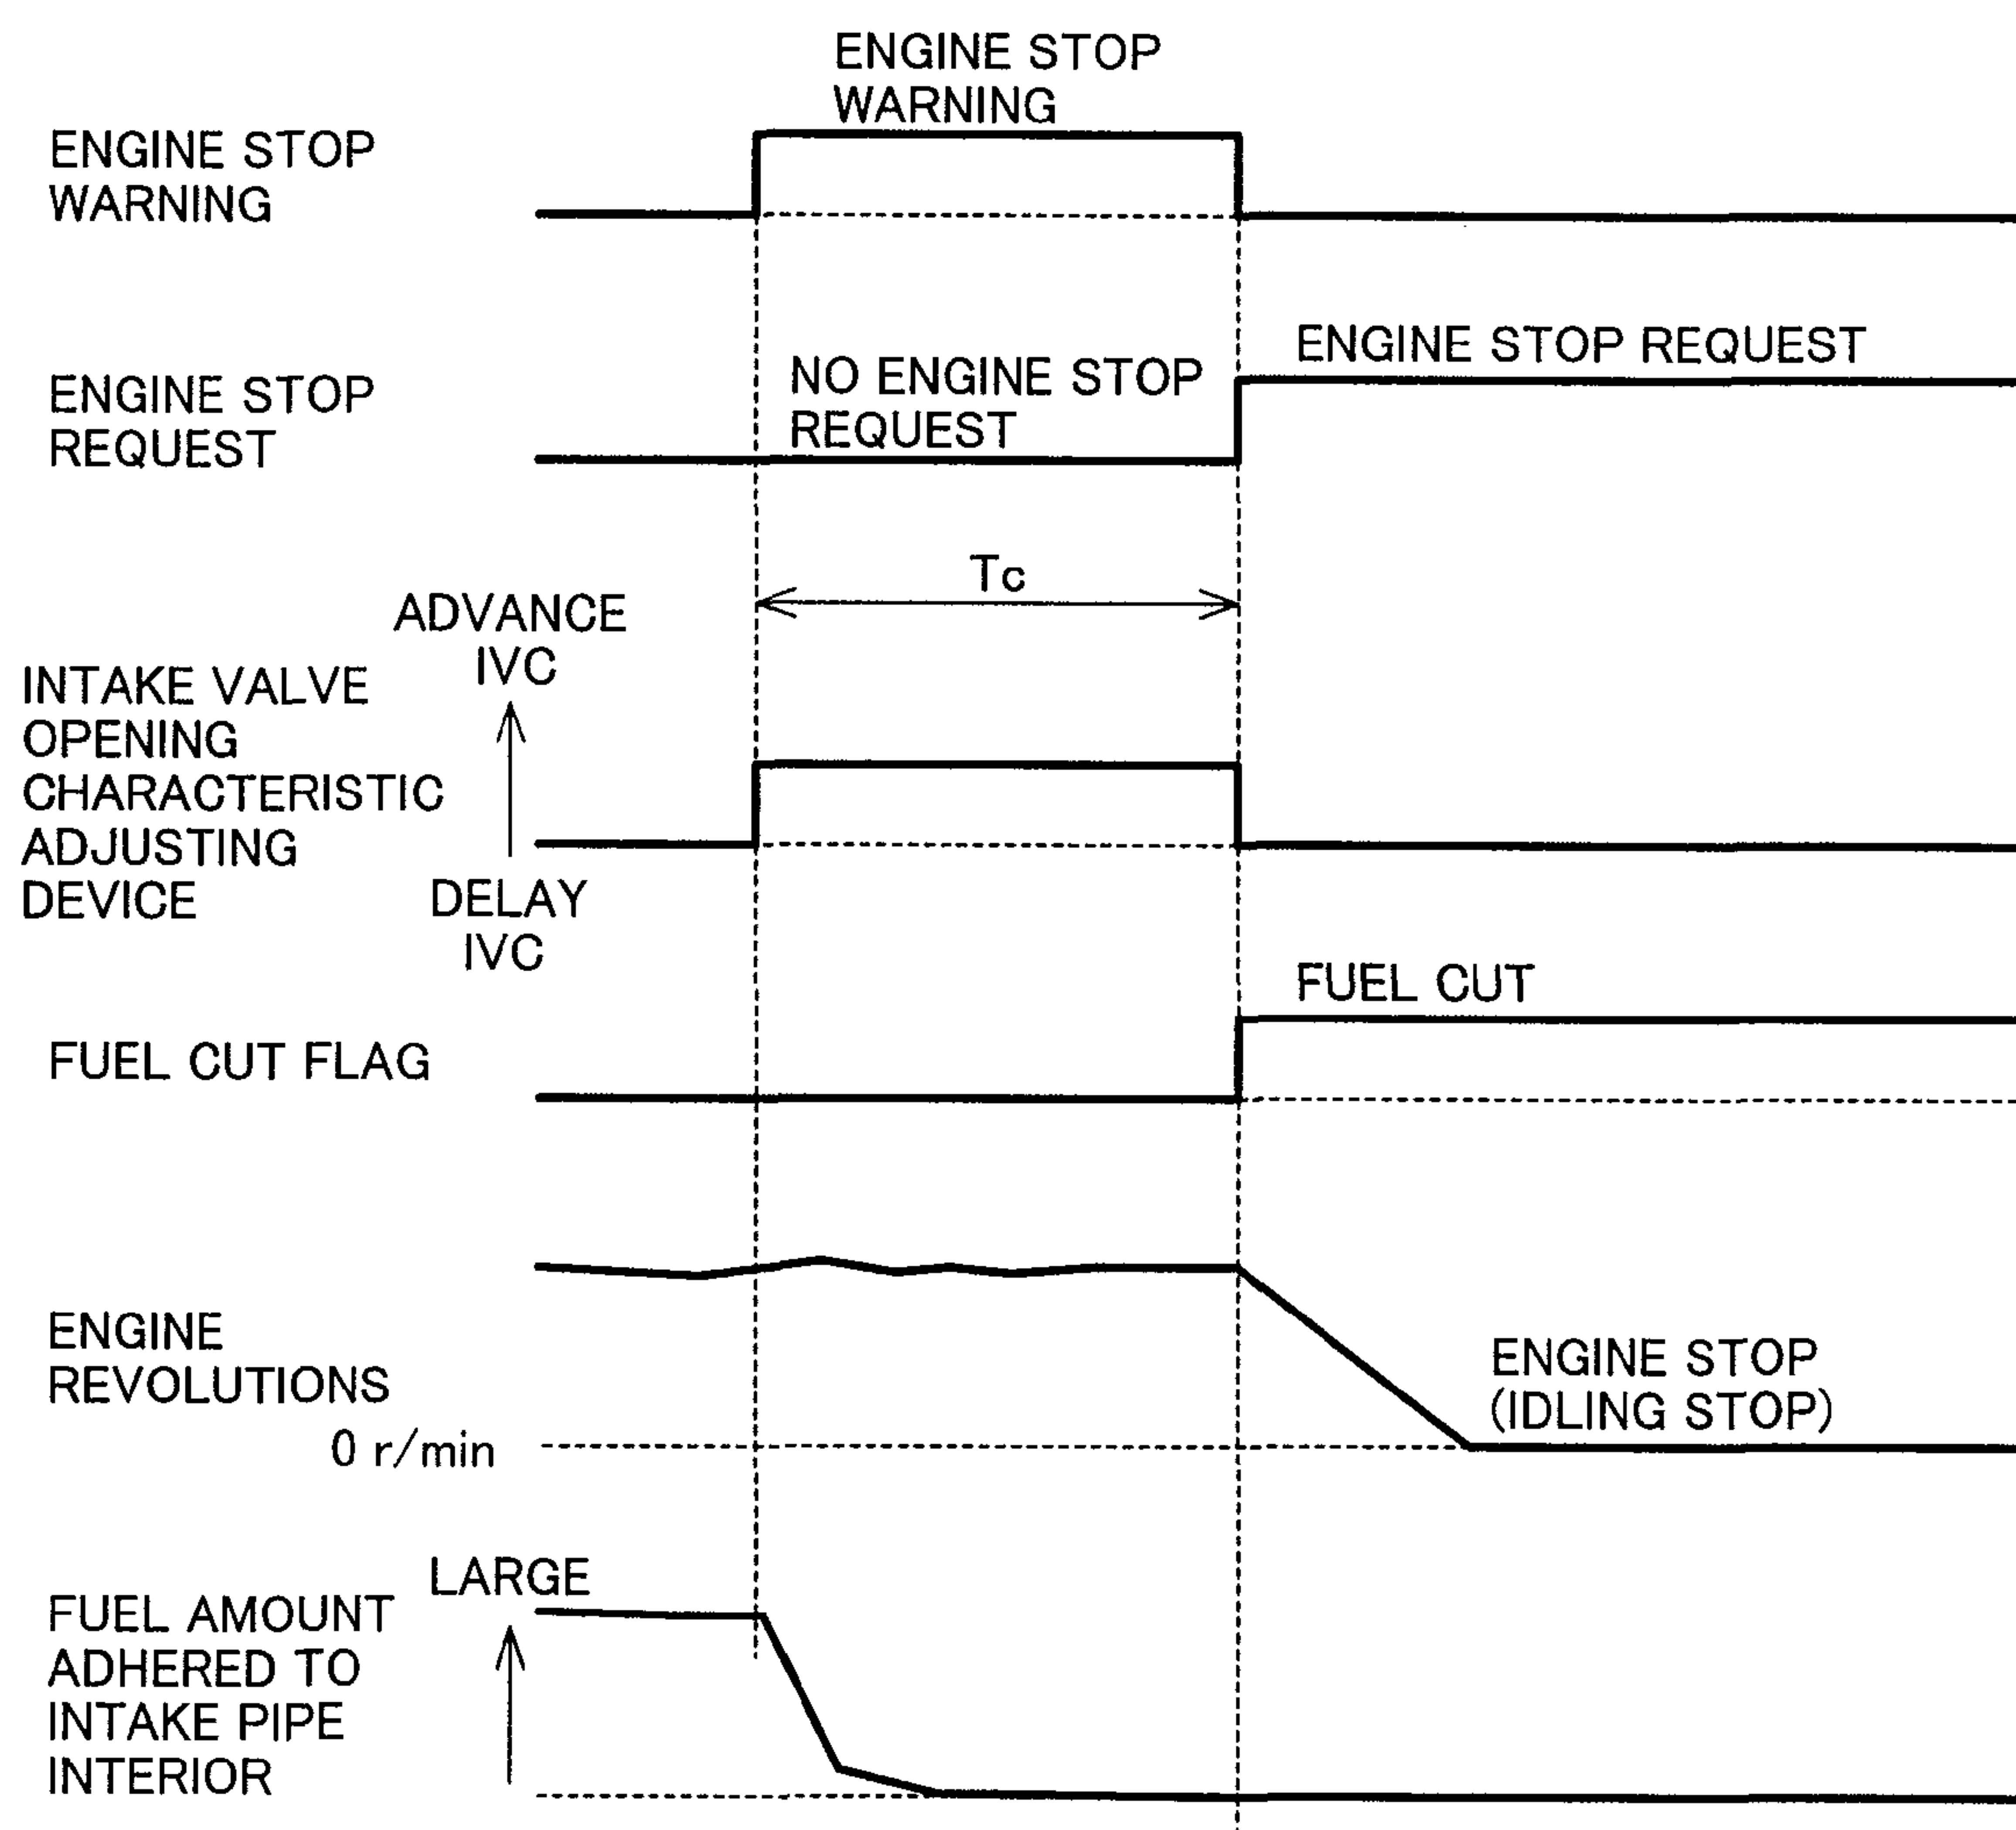 ENGINE STOP
WARNING
ENGINE STOP
WARNING
ENGINE STOP REQUEST
NO ENGINE STOP
REQUEST
ENGINE STOP
REQUEST
Tc
ADVANCE
IVC
INTAKE VALVE
OPENING
CHARACTERISTIC
ADJUSTING
DEVICE
DELAY
IVC
FUEL CUT
FUEL CUT FLAG
ENGINE
REVOLUTIONS
ENGINE STOP
(IDLING STOP)
0 r/min
LARGE
FUEL AMOUNT
ADHERED TO
INTAKE PIPE
INTERIOR